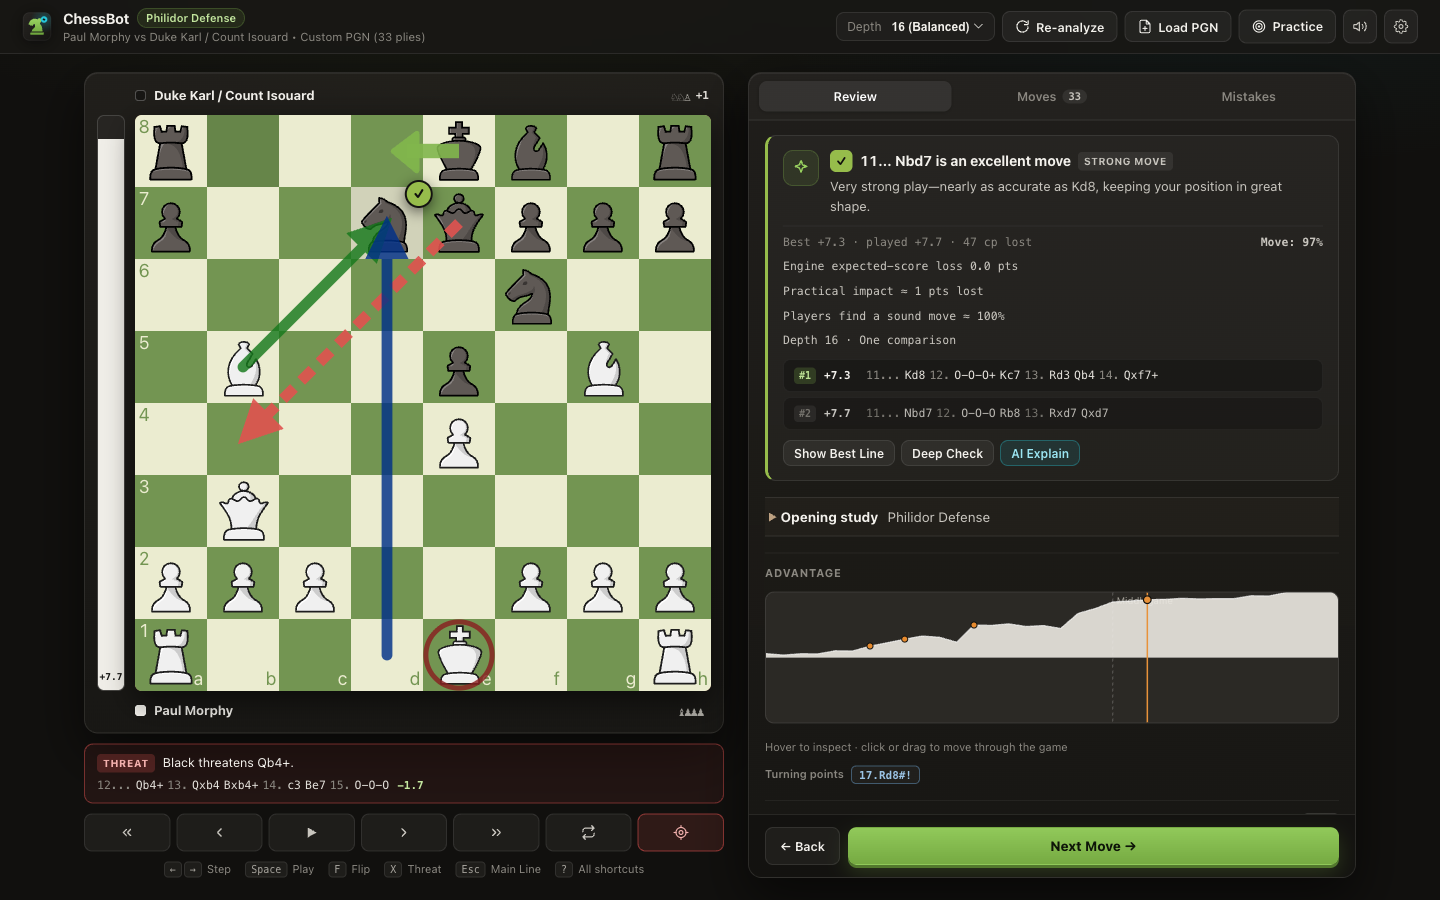 ChessBot Philidor Defense
Paul Morphy vs Duke Karl / Count Isouard • Custom PGN (33 plies)
Depth 16 (Balanced)
Re-analyze
Load PGN
Practice
Duke Karl / Count Isouard
+1
8
7
6
5
4
3
2
1
a
b
c
d
e
f
g
h
+7.7
Paul Morphy
THREAT Black threatens Qb4+.
12... Qb4+ 13. Qxb4 Bxb4+ 14. c3 Be7 15. O-O-O -1.7
← → Step Space Play F Flip X Threat Esc Main Line ? All shortcuts
Review
Moves 33
Mistakes
11... Nbd7 is an excellent move STRONG MOVE
Very strong play—nearly as accurate as Kd8, keeping your position in great
shape.
Best +7.3 · played +7.7 · 47 cp lost Move: 97%
Engine expected-score loss 0.0 pts
Practical impact ≈ 1 pts lost
Players find a sound move ≈ 100%
Depth 16 · One comparison
#1 +7.3 11... Kd8 12. O-O-O+ Kc7 13. Rd3 Qb4 14. Qxf7+
#2 +7.7 11... Nbd7 12. O-O-O Rb8 13. Rxd7 Qxd7
Show Best Line
Deep Check
AI Explain
Opening study Philidor Defense
ADVANTAGE
Hover to inspect · click or drag to move through the game
Turning points 17.Rd8#!
← Back
Next Move →